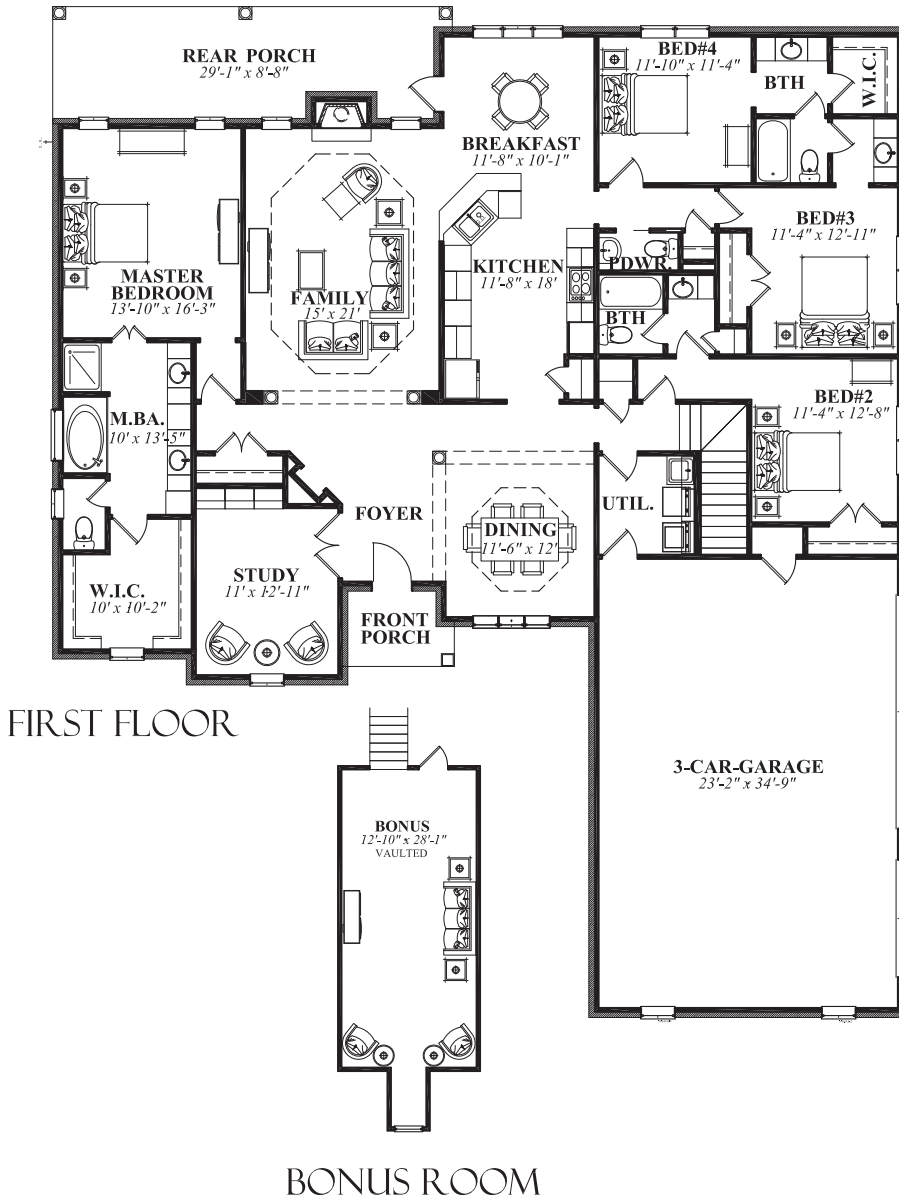 REAR PORCH
29'-1" x 8'-8"
BED#4
11'-10" x 11'-4"
BTH
W.I.C.
BREAKFAST
11'-8" x 10'-1"
BED#3
11'-4" x 12'-11"
MASTER
BEDROOM
13'-10" x 16'-3"
FAMILY
15' x 21'
KITCHEN
11'-8" x 18'
PDWR.
BTH
M.BA.
10' x 13'-5"
BED#2
11'-4" x 12'-8"
FOYER
DINING
11'-6" x 12'
UTIL.
W.I.C.
10' x 10'-2"
STUDY
11' x 12'-11"
FRONT
PORCH
FIRST FLOOR
3-CAR-GARAGE
23'-2" x 34'-9"
BONUS
12'-10" x 28'-1"
VAULTED
BONUS ROOM